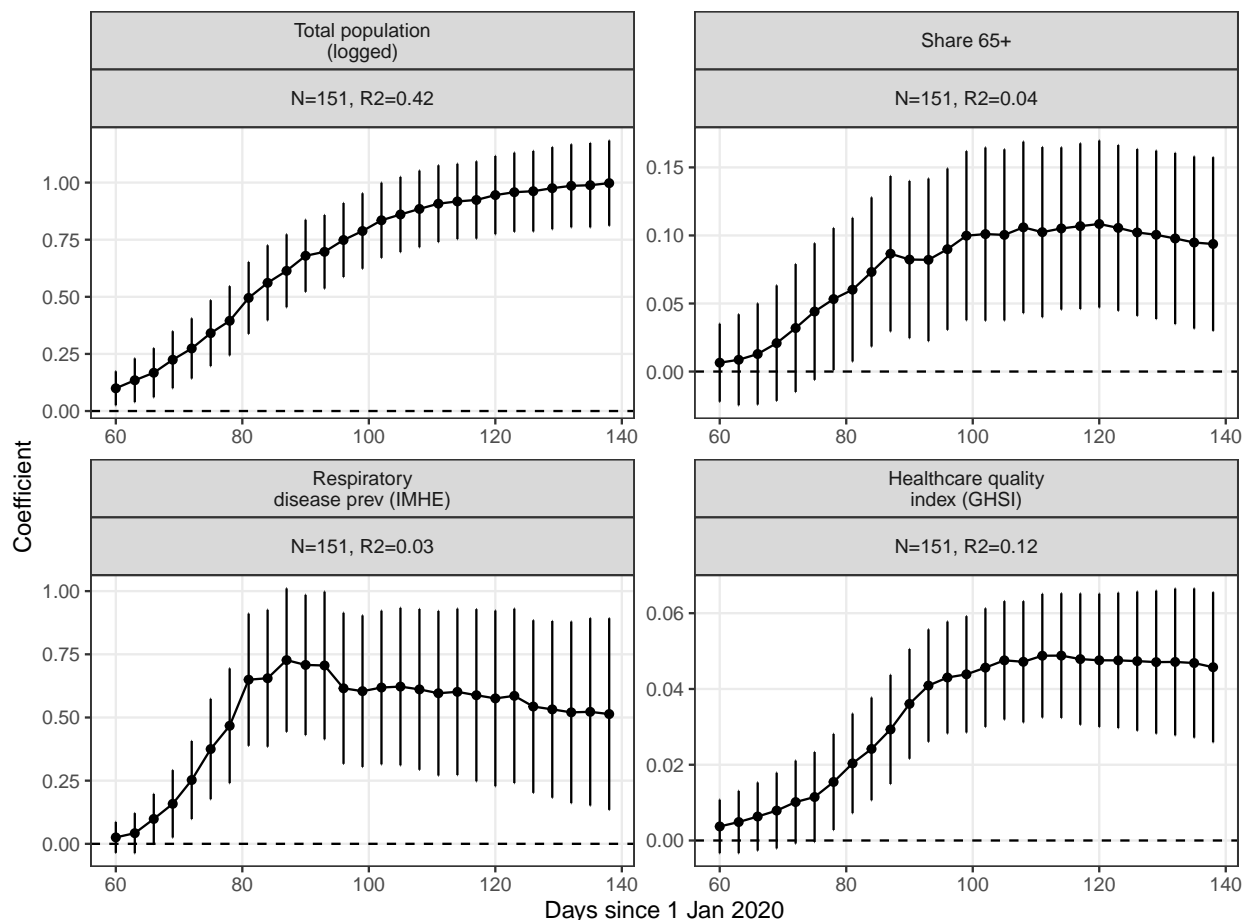 Total population
(logged)
N=151, R2=0.42
1.00
0.75
0.50
0.25
0.00
60 80 100 120 140
Share 65+
N=151, R2=0.04
0.15
0.10
0.05
0.00
60 80 100 120 140
Respiratory
disease prev (IMHE)
N=151, R2=0.03
1.00
0.75
0.50
0.25
0.00
60 80 100 120 140
Healthcare quality
index (GHSI)
N=151, R2=0.12
0.06
0.04
0.02
0.00
60 80 100 120 140
Coefficient
Days since 1 Jan 2020